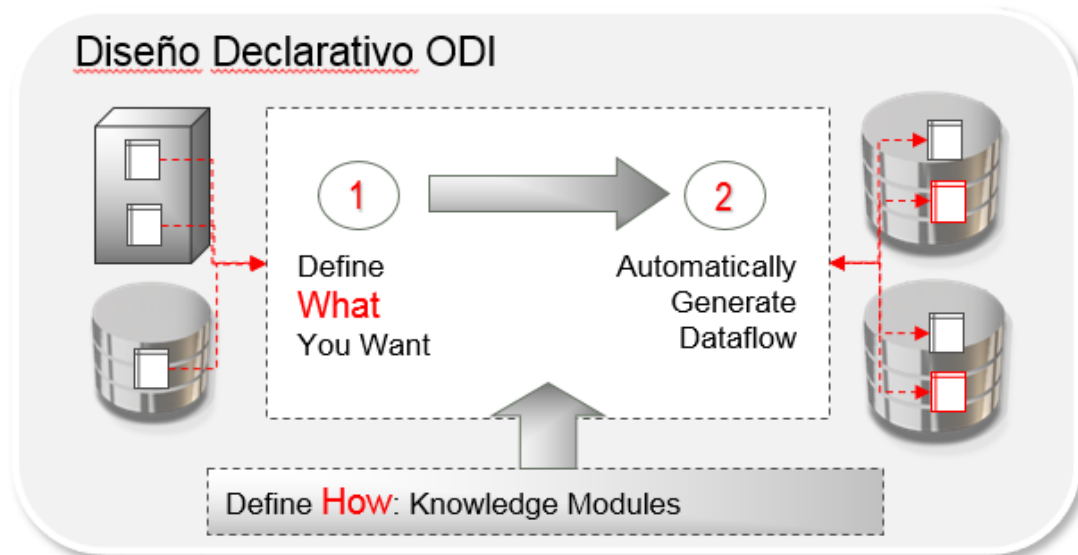 Diseño Declarativo ODI
1
2
Define
What
You Want
Automatically
Generate
Dataflow
Define How: Knowledge Modules